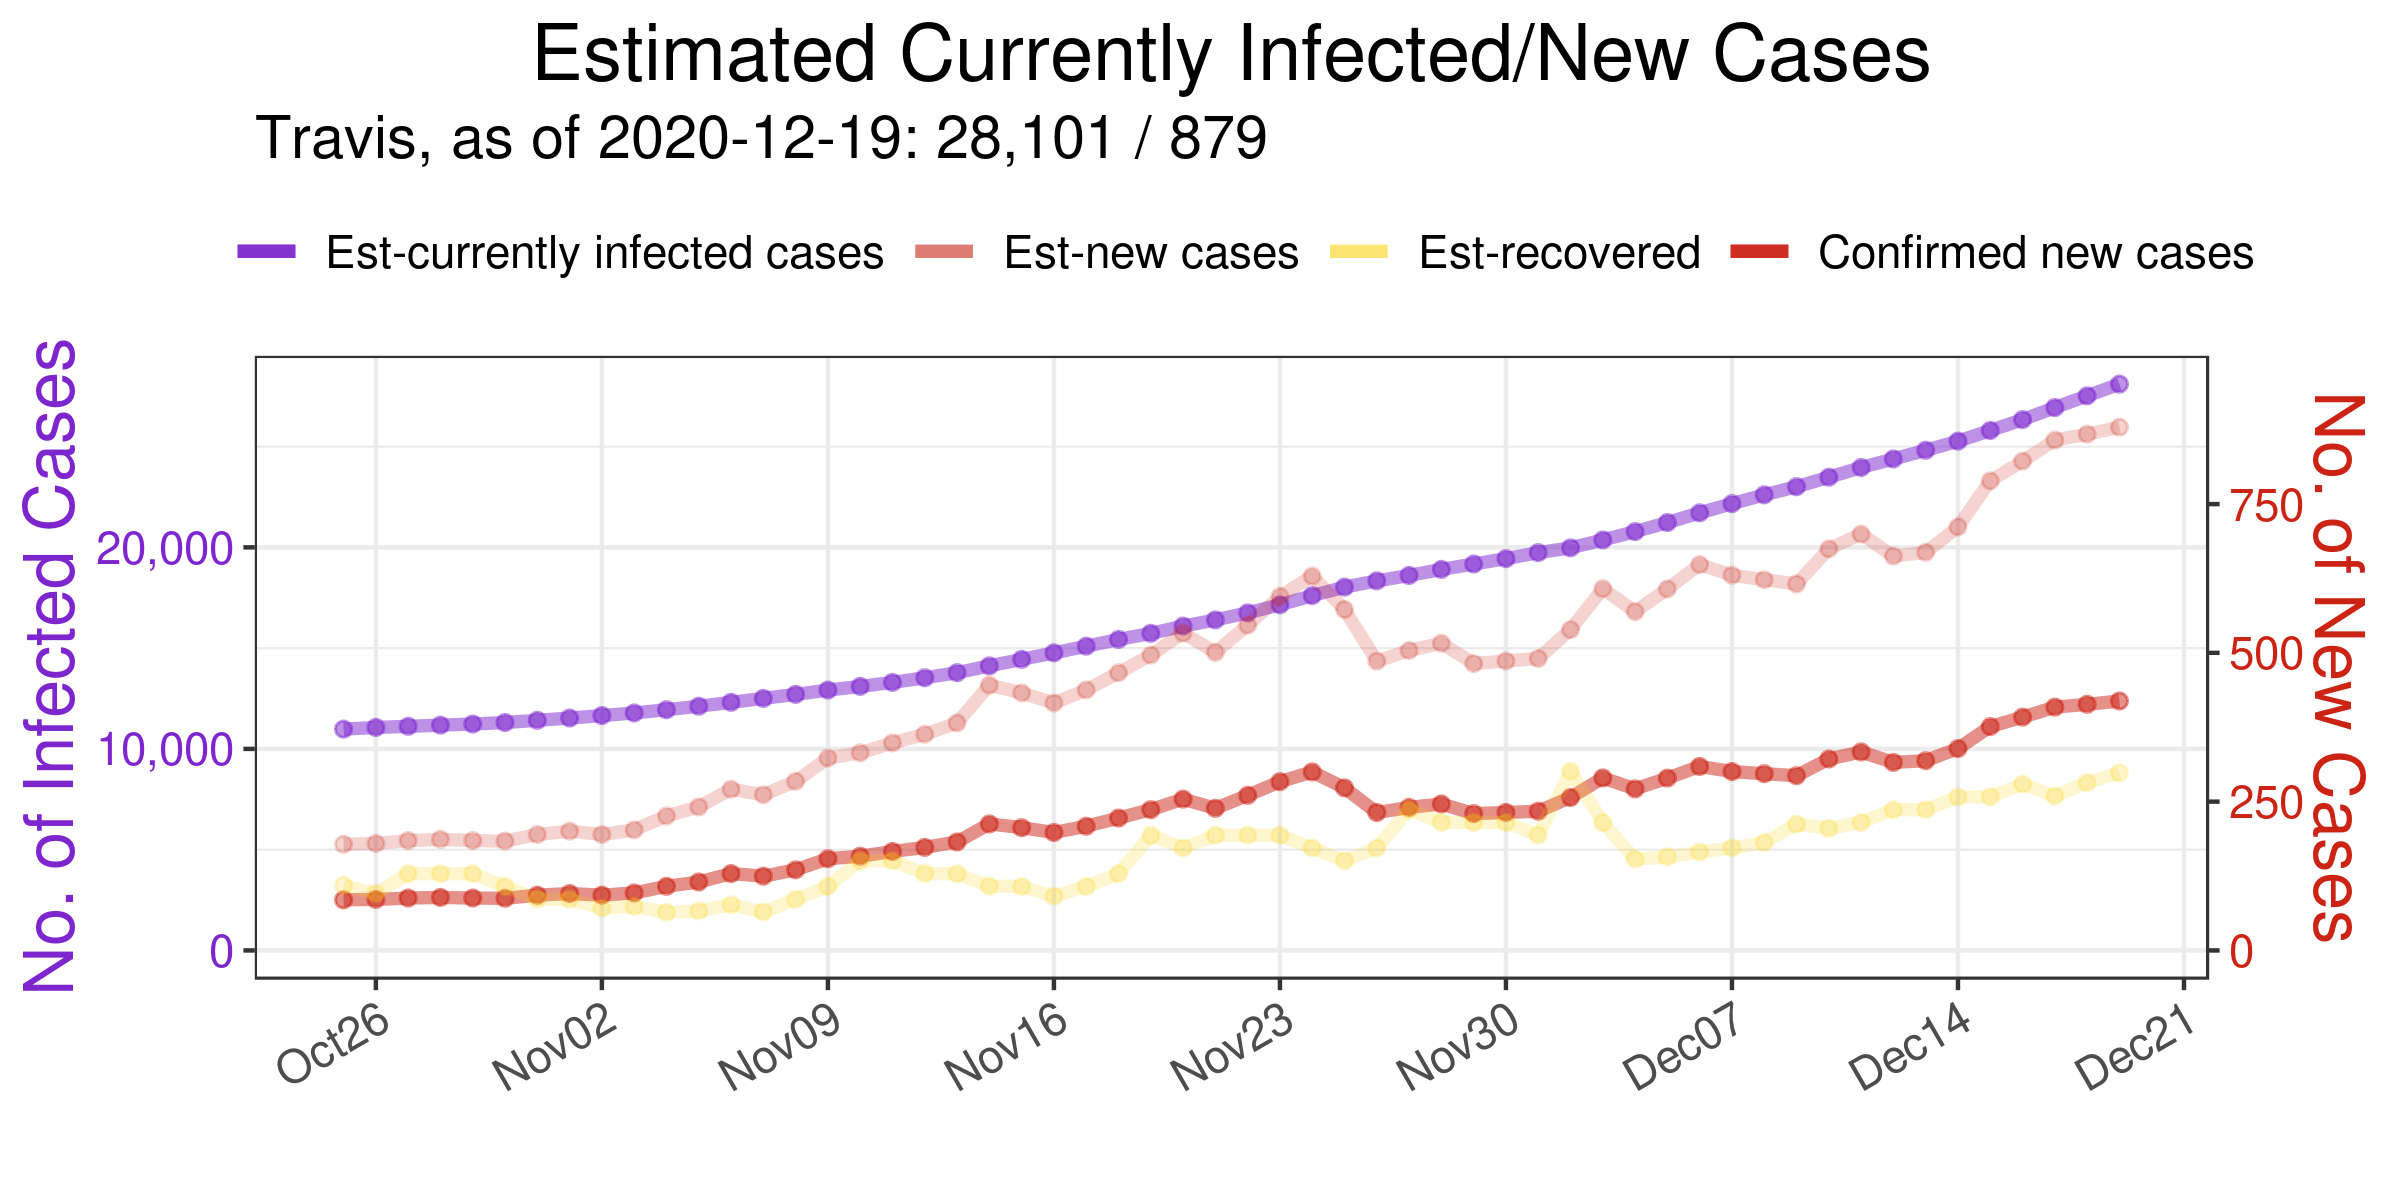 Estimated Currently Infected/New Cases
Travis, as of 2020-12-19: 28,101 / 879
Est-currently infected cases Est-new cases Est-recovered Confirmed new cases
No. of Infected Cases
20,000
10,000
0
750
500
250
0
No. of New Cases
Oct26 Nov02 Nov09 Nov16 Nov23 Nov30 Dec07 Dec14 Dec21